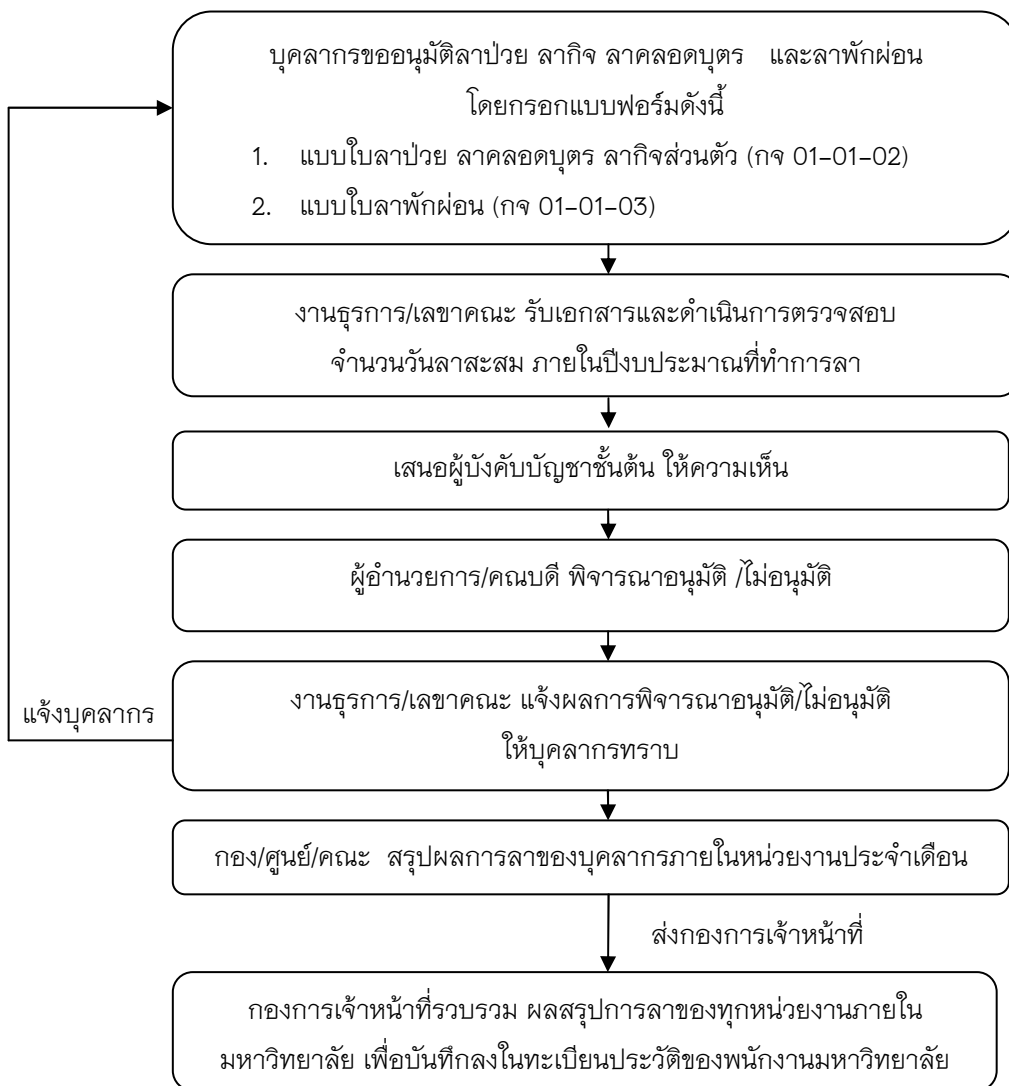 บุคลากรขออนุมัติลาป่วย ลากิจ ลาคลอดบุตร และลาพักผ่อน
โดยกรอกแบบฟอร์มดังนี้
1. แบบใบลาป่วย ลาคลอดบุตร ลากิจส่วนตัว (กจ 01-01-02)
2. แบบใบลาพักผ่อน (กจ 01-01-03)
งานธุรการ/เลขาคณะ รับเอกสารและดำเนินการตรวจสอบ
จำนวนวันลาสะสม ภายในปีงบประมาณที่ทำการลา
เสนอผู้บังคับบัญชาชั้นต้น ให้ความเห็น
ผู้อำนวยการ/คณบดี พิจารณาอนุมัติ /ไม่อนุมัติ
งานธุรการ/เลขาคณะ แจ้งผลการพิจารณาอนุมัติ/ไม่อนุมัติ
ให้บุคลากรทราบ
แจ้งบุคลากร
กอง/ศูนย์/คณะ สรุปผลการลาของบุคลากรภายในหน่วยงานประจำเดือน
ส่งกองการเจ้าหน้าที่
กองการเจ้าหน้าที่รวบรวม ผลสรุปการลาของทุกหน่วยงานภายใน
มหาวิทยาลัย เพื่อบันทึกลงในทะเบียนประวัติของพนักงานมหาวิทยาลัย